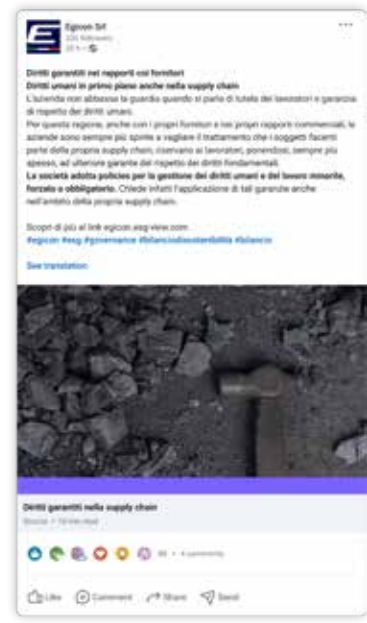 Egicon Srl
followers
Diritti garantiti nei rapporti coi fornitori
Diritti umani in primo piano anche nella supply chain
L'azienda non abbassa la guardia quando si parla di tutela dei lavoratori e garanzia
di rispetto dei diritti umani.
Per questa ragione, anche con i propri fornitori e nei propri rapporti commerciali, le
aziende sono sempre più spinte a vagliare il trattamento che i soggetti facenti
parte della propria supply chain, riservano ai lavoratori, ponendosi, sempre più
spesso, ad ulteriore garante del rispetto dei diritti fondamentali.
La società adotta policies per la gestione dei diritti umani e del lavoro minorile,
forzato o obbligatorio. Chiede infatti l'applicazione di tali garanzie anche
nell'ambito della propria supply chain.
Scopri di più al link egicon.esg-view.com
#egicon #esg #governance #bilanciodisostenibilità #bilancio
See translation
Diritti garantiti nella supply chain
min read
comments
Like
Comment
Share
Send